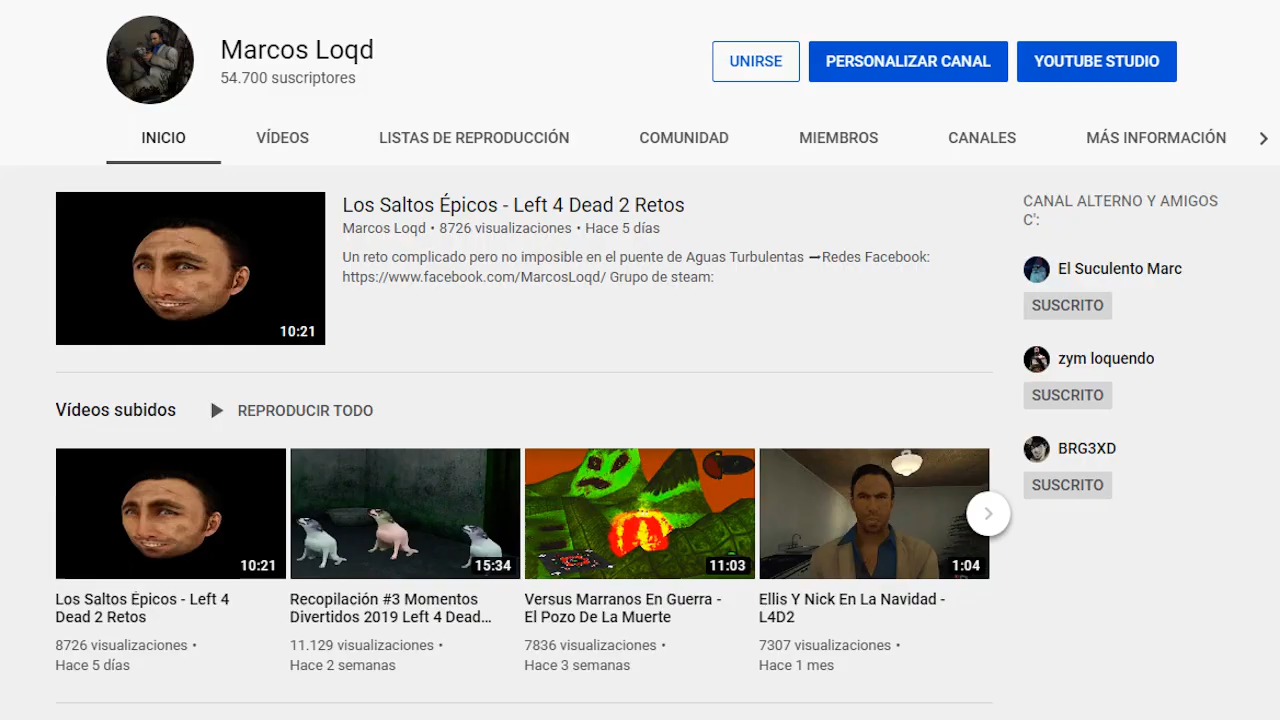 Marcos Loqd
54.700 suscriptores
UNIRSE
PERSONALIZAR CANAL
YOUTUBE STUDIO
INICIO
VÍDEOS
LISTAS DE REPRODUCCIÓN
COMUNIDAD
MIEMBROS
CANALES
MÁS INFORMACIÓN
10:21
Los Saltos Épicos - Left 4 Dead 2 Retos
Marcos Loqd • 8726 visualizaciones • Hace 5 días
Un reto complicado pero no imposible en el puente de Aguas Turbulentas ➞Redes Facebook:
https://www.facebook.com/MarcosLoqd/ Grupo de steam:
CANAL ALTERNO Y AMIGOS
C':
El Suculento Marc
SUSCRITO
zym loquendo
SUSCRITO
BRG3XD
SUSCRITO
Vídeos subidos
REPRODUCIR TODO
10:21
Los Saltos Épicos - Left 4
Dead 2 Retos
8726 visualizaciones •
Hace 5 días
15:34
Recopilación #3 Momentos
Divertidos 2019 Left 4 Dead...
11.129 visualizaciones •
Hace 2 semanas
11:03
Versus Marranos En Guerra -
El Pozo De La Muerte
7836 visualizaciones •
Hace 3 semanas
1:04
Ellis Y Nick En La Navidad -
L4D2
7307 visualizaciones •
Hace 1 mes